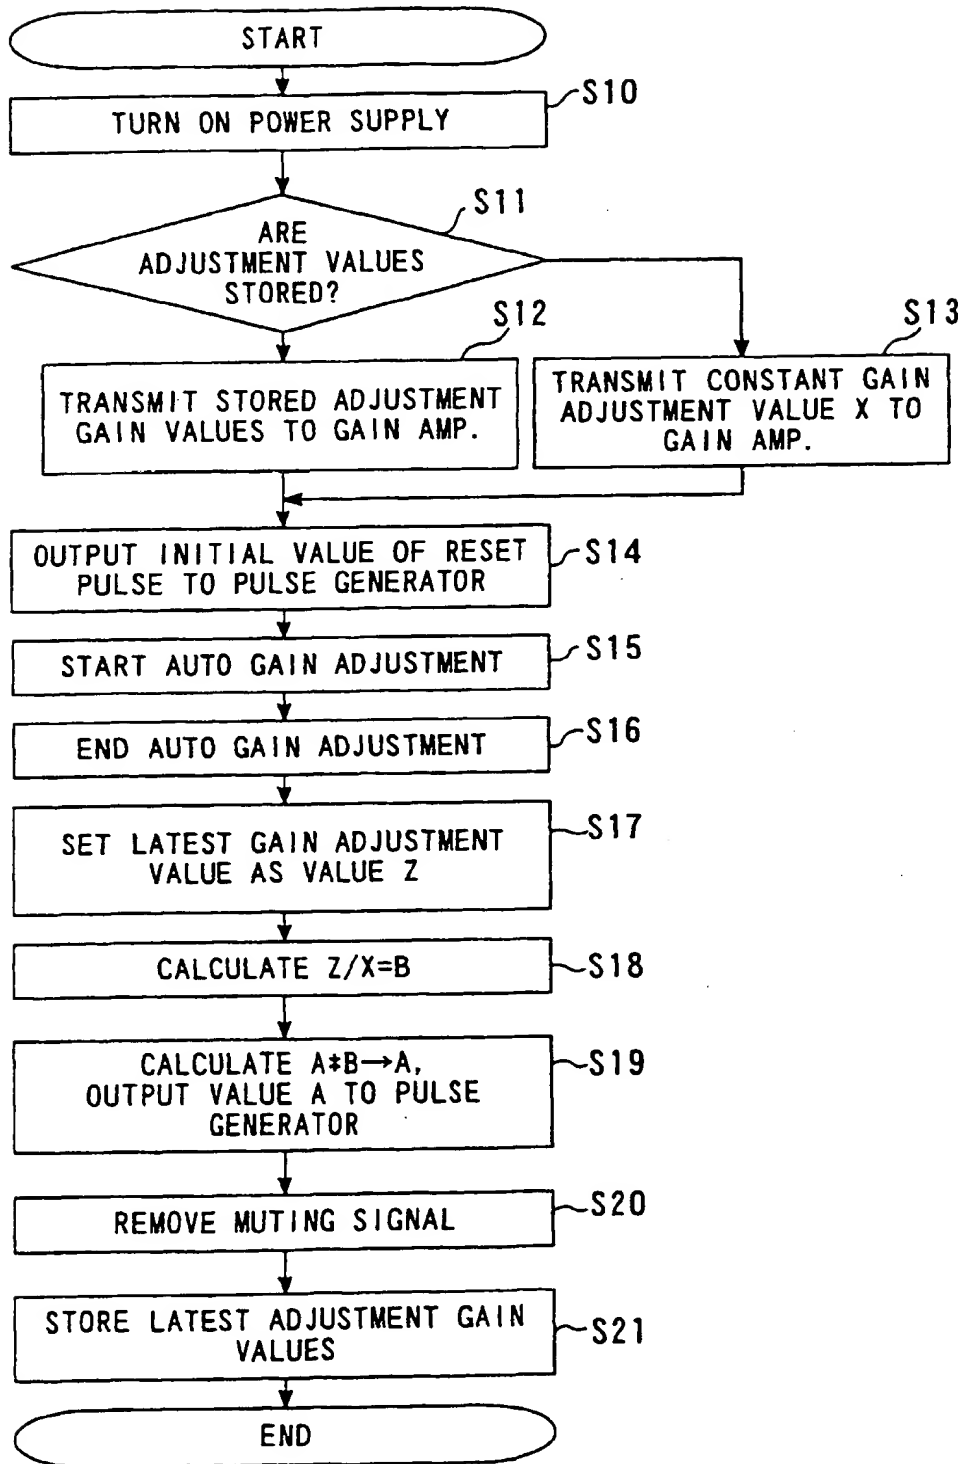 START
TURN ON POWER SUPPLY
S10
S11
ARE
ADJUSTMENT VALUES
STORED?
S12
TRANSMIT STORED ADJUSTMENT
GAIN VALUES TO GAIN AMP.
S13
TRANSMIT CONSTANT GAIN
ADJUSTMENT VALUE X TO
GAIN AMP.
OUTPUT INITIAL VALUE OF RESET
PULSE TO PULSE GENERATOR
S14
START AUTO GAIN ADJUSTMENT
S15
END AUTO GAIN ADJUSTMENT
S16
SET LATEST GAIN ADJUSTMENT
VALUE AS VALUE Z
S17
CALCULATE Z/X=B
S18
CALCULATE A*B→A,
OUTPUT VALUE A TO PULSE
GENERATOR
S19
REMOVE MUTING SIGNAL
S20
STORE LATEST ADJUSTMENT GAIN
VALUES
S21
END